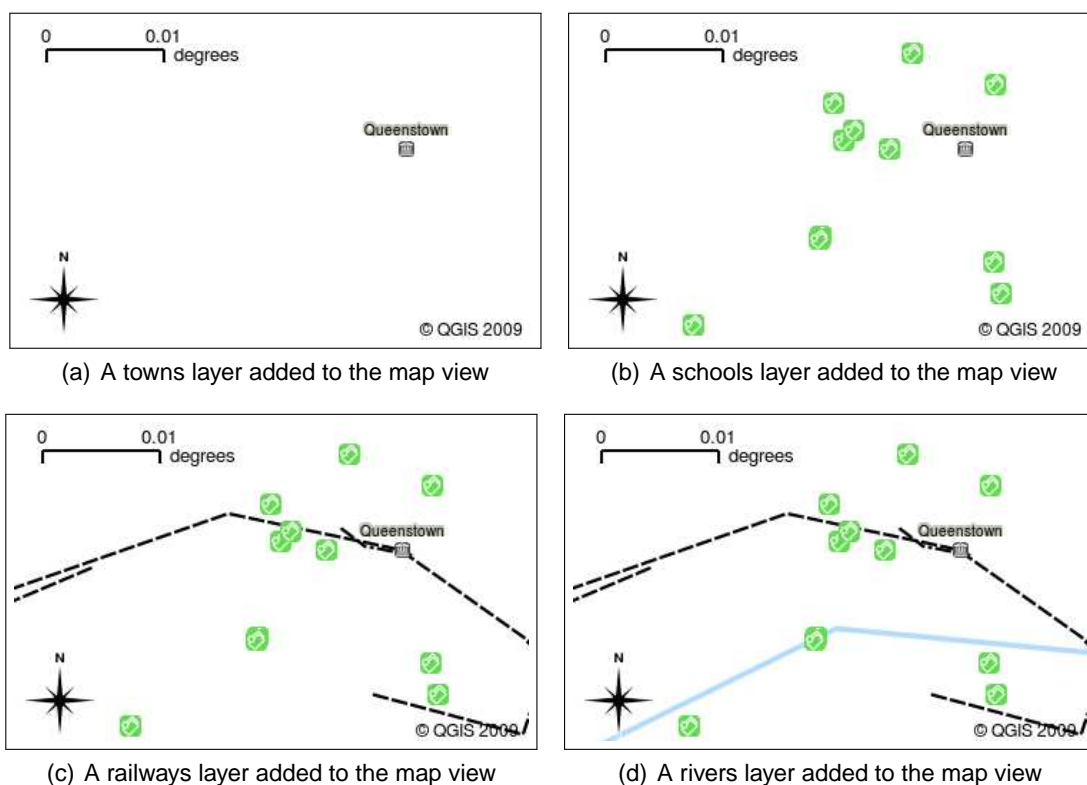 0 0.01
degrees
Queenstown
N
© QGIS 2009
(a) A towns layer added to the map view
0 0.01
degrees
Queenstown
N
© QGIS 2009
(b) A schools layer added to the map view
0 0.01
degrees
Queenstown
N
© QGIS 2009
(c) A railways layer added to the map view
0 0.01
degrees
Queenstown
N
© QGIS 2009
(d) A rivers layer added to the map view